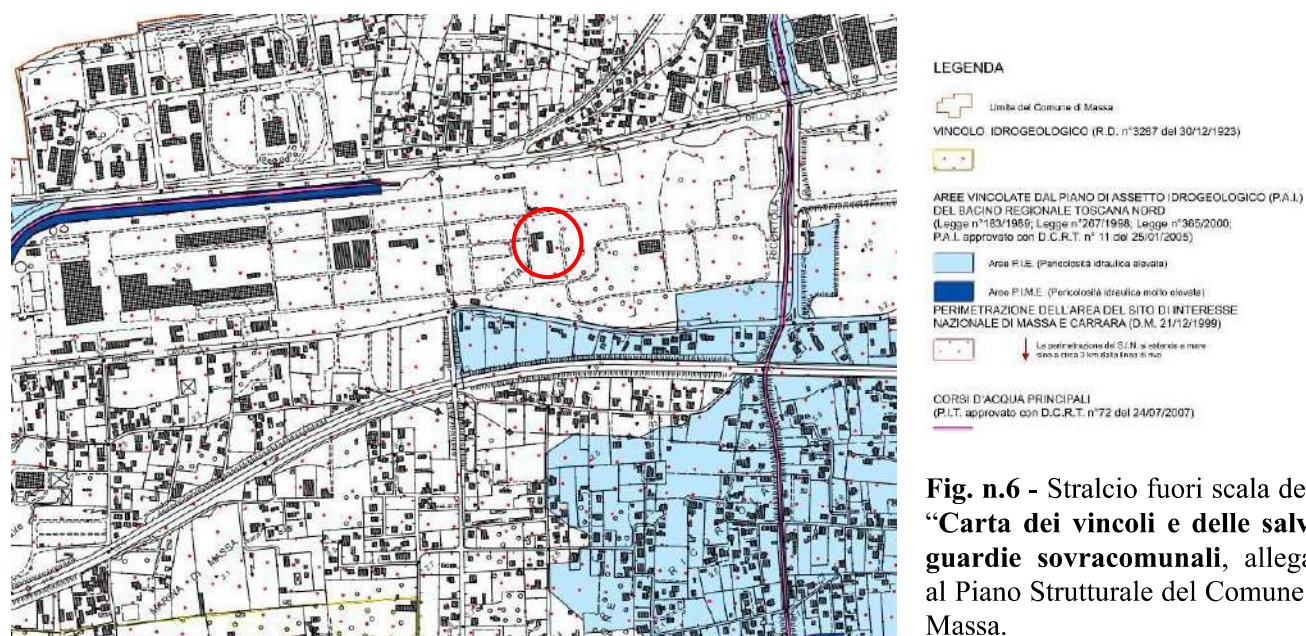 LEGENDA
Limite del Comune di Massa
VINCOLO IDROGEOLOGICO (R.D. n°3267 del 30/12/1923)
AREE VINCOLATE DAL PIANO DI ASSETTO IDROGEOLOGICO (P.A.I.)
DEL BACINO REGIONALE TOSCANA NORD
(Legge n°183/1989; Legge n°267/1998; Legge n°365/2000;
P.A.I. approvato con D.C.R.T. n° 11 del 25/01/2005)
Aree P.I.E. (Pericolosità idraulica elevata)
Aree P.I.M.E. (Pericolosità idraulica molto elevata)
PERIMETRAZIONE DELL'AREA DEL SITO DI INTERESSE
NAZIONALE DI MASSA E CARRARA (D.M. 21/12/1999)
La perimetrazione del S.I.N. si estende a mare
sino a circa 3 km dalla linea di riva
CORSI D'ACQUA PRINCIPALI
(P.I.T. approvato con D.C.R.T. n°72 del 24/07/2007)
Fig. n.6 - Stralcio fuori scala de
“Carta dei vincoli e delle salv
guardie sovracomunali, allega
al Piano Strutturale del Comune
Massa.
DELLA
MARINA DI MASSA